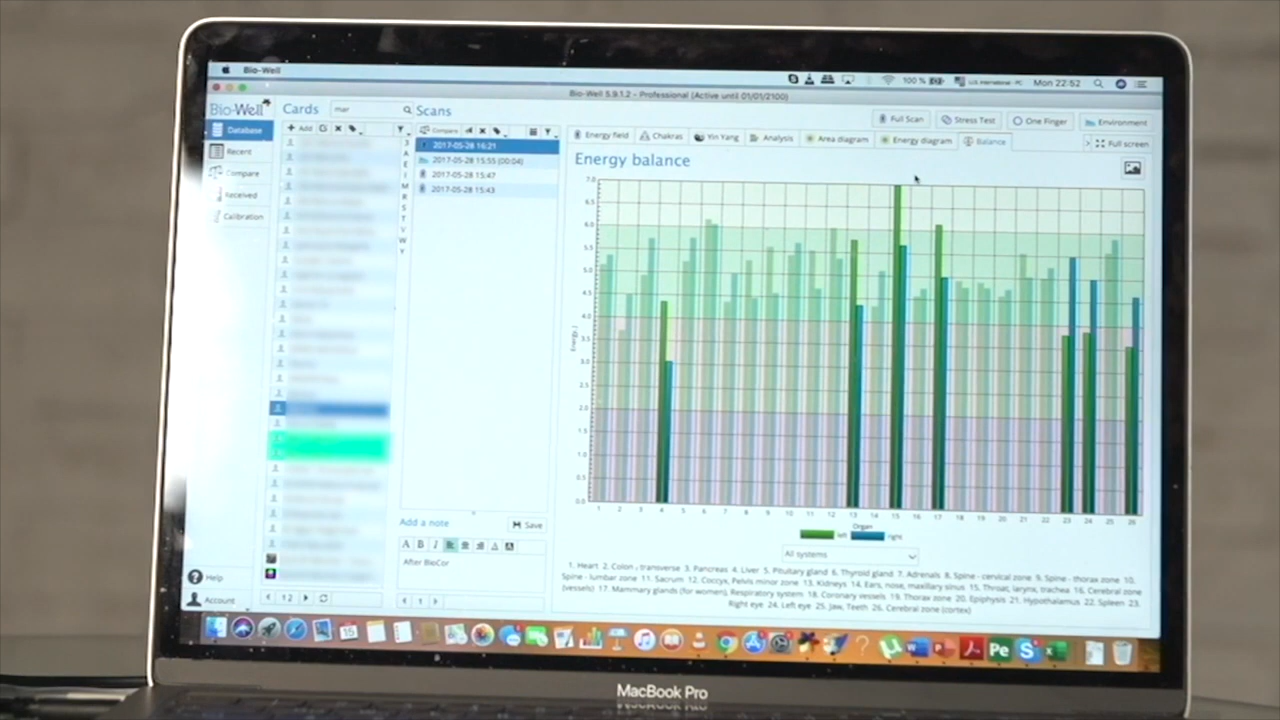 Bio-Well
100 %
Mon 22:52
Bio-Well 5.9.1.2 - Professional (Active until 01/01/2100)
Bio-Well
Cards
mar
Scans
Full Scan
Stress Test
One Finger
Environment
Database
Add
Compare
Energy field
Chakras
Yin Yang
Analysis
Area diagram
Energy diagram
Balance
Full screen
Recent
Compare
Received
Calibration
2017-05-28 16:21
2017-05-28 15:55 (00:04)
2017-05-28 15:47
2017-05-28 15:43
J
A
E
I
M
R
S
T
V
W
Y
Energy balance
7.0
6.5
6.0
5.5
5.0
4.5
4.0
3.5
3.0
2.5
2.0
1.5
1.0
0.5
0.0
1 2 3 4 5 6 7 8 9 10 11 12 13 14 15 16 17 18 19 20 21 22 23 24 25 26
Organ
left
right
All systems
1. Heart 2. Colon - transverse 3. Pancreas 4. Liver 5. Pituitary gland 6. Thyroid gland 7. Adrenals 8. Spine - cervical zone 9. Spine - thorax zone 10.
Spine - lumbar zone 11. Sacrum 12. Coccyx, Pelvis minor zone 13. Kidneys 14. Ears, nose, maxillary sinus 15. Throat, larynx, trachea 16. Cerebral zone
(vessels) 17. Mammary glands (for women), Respiratory system 18. Coronary vessels 19. Thorax zone 20. Epiphysis 21. Hypothalamus 22. Spleen 23.
Right eye 24. Left eye 25. Jaw, Teeth 26. Cerebral zone (cortex)
Add a note
Save
A B I
After BioCor
Help
Account
1 2
1
15
Pe
MacBook Pro